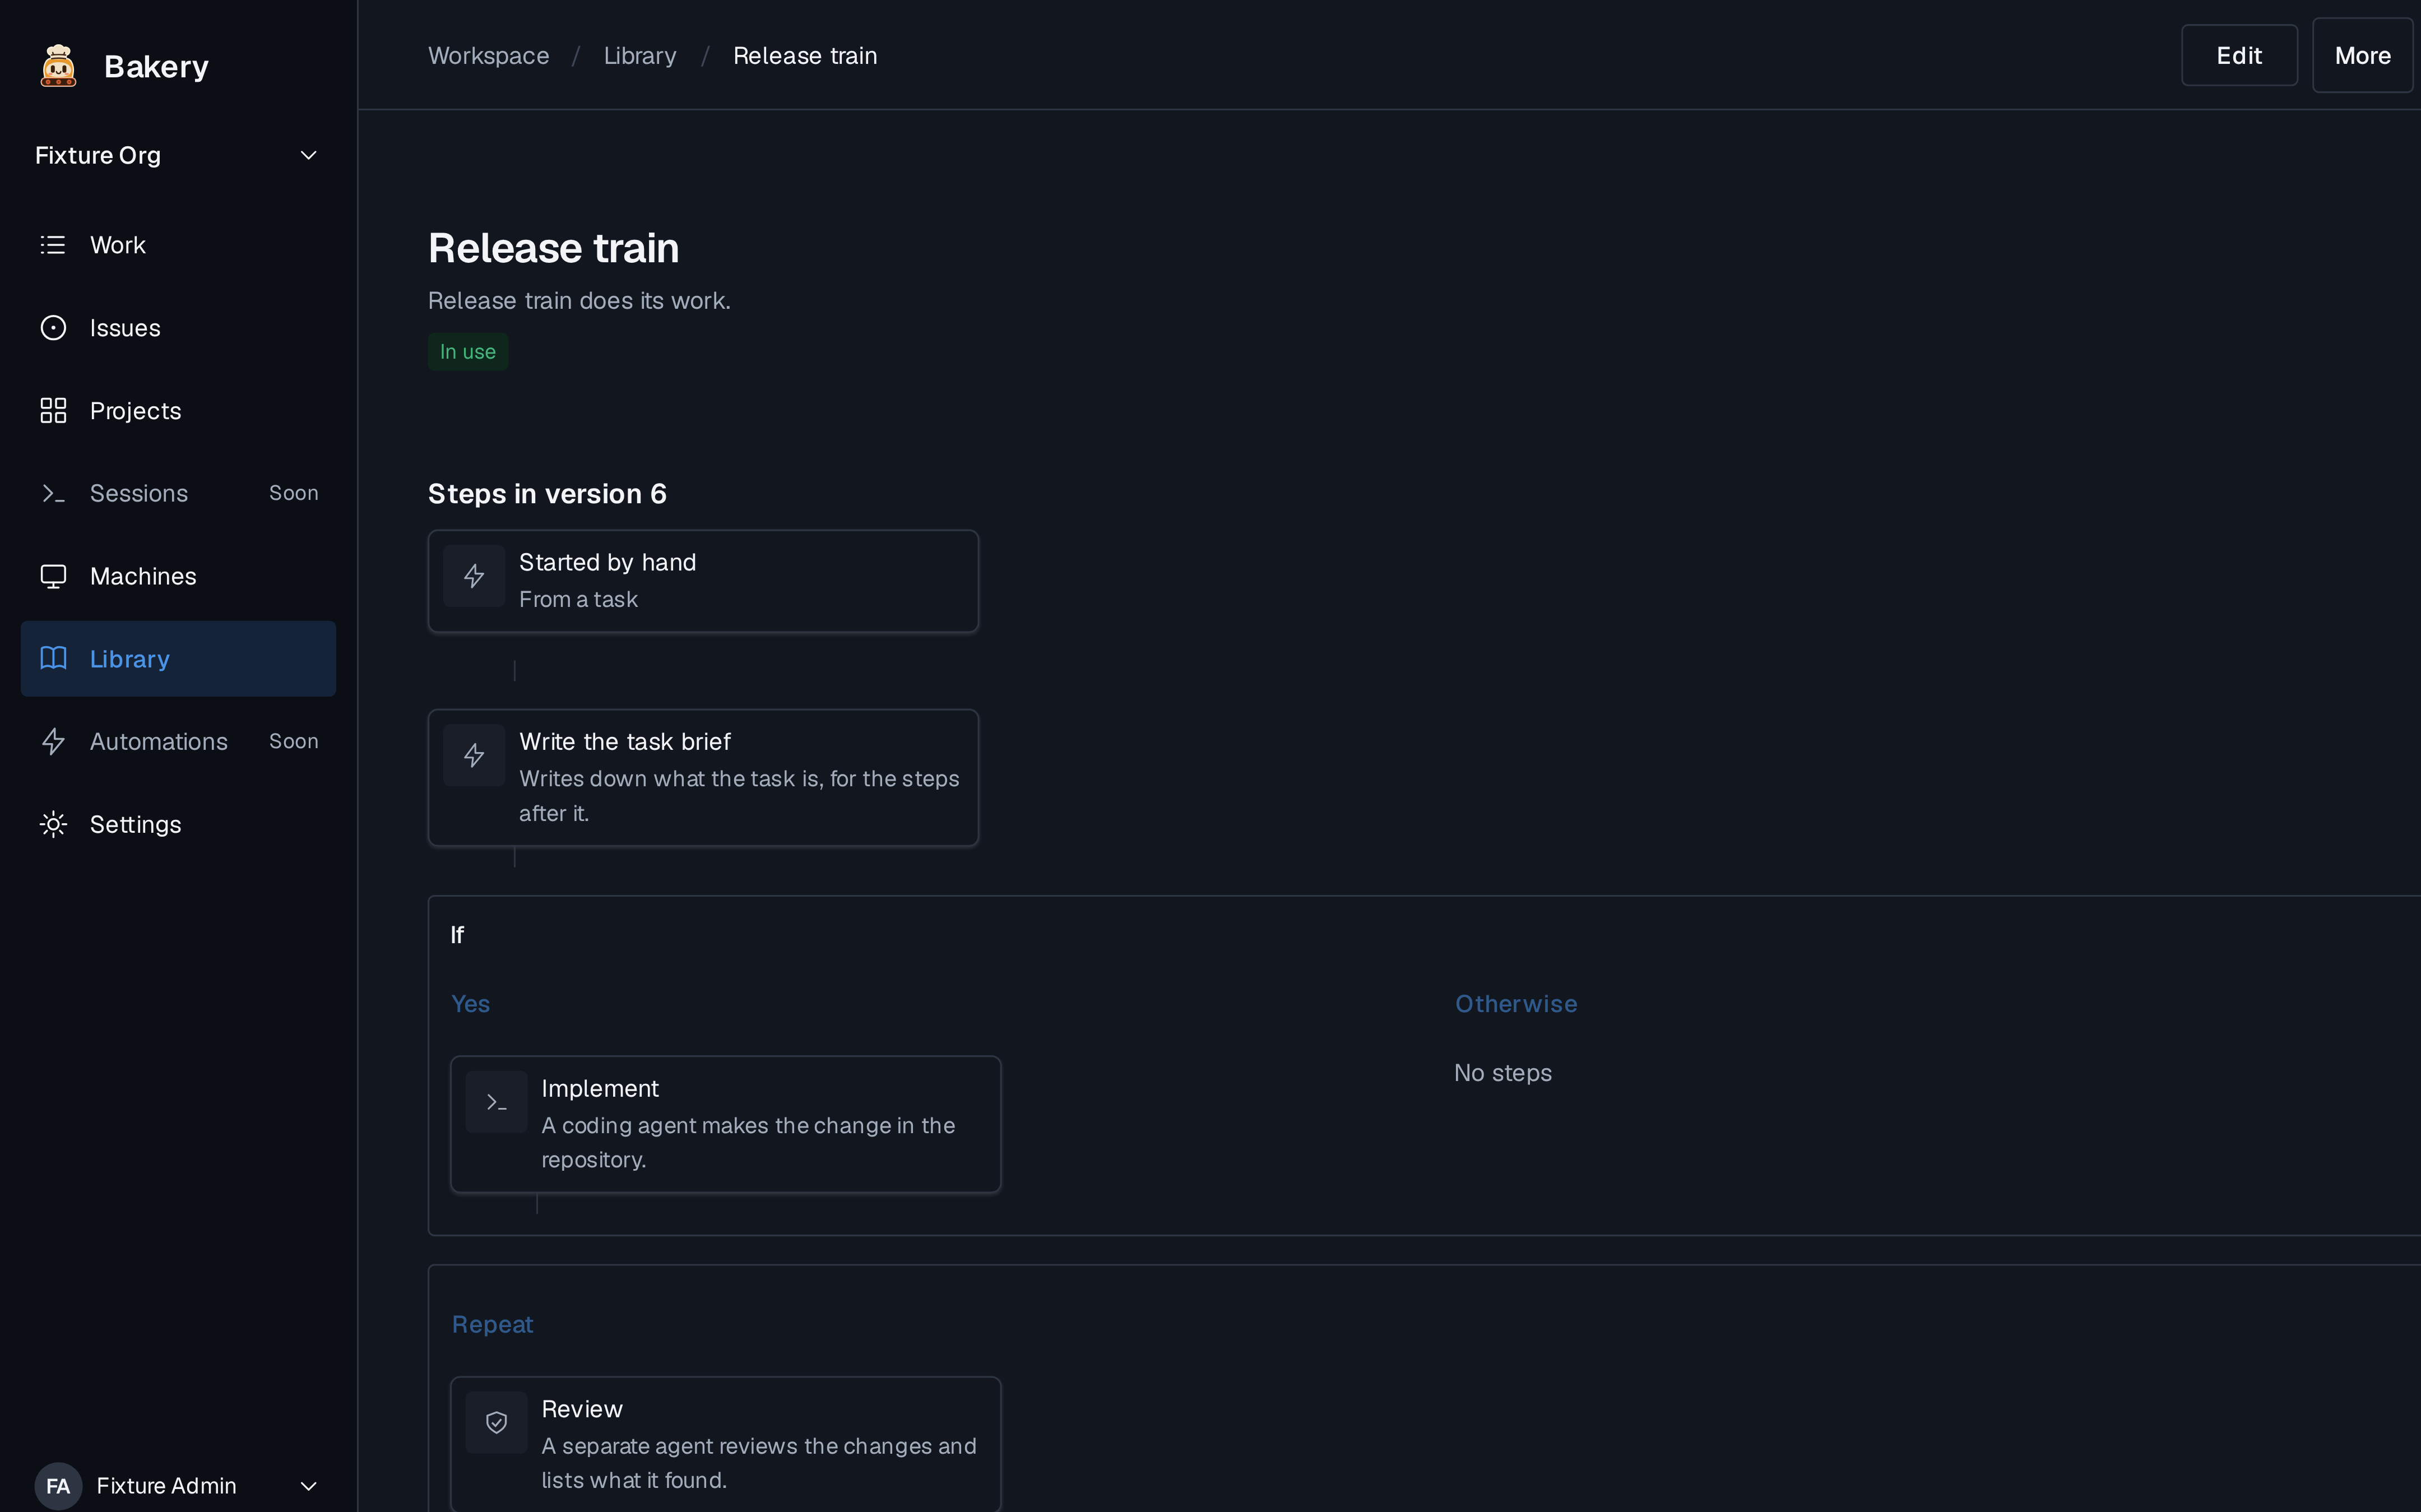 Bakery
Fixture Org
Work
Issues
Projects
Sessions Soon
Machines
Library
Automations Soon
Settings
FA Fixture Admin
Workspace / Library / Release train
Edit More
Release train
Release train does its work.
In use
Steps in version 6
Started by hand
From a task
Write the task brief
Writes down what the task is, for the steps
after it.
If
Yes
Implement
A coding agent makes the change in the
repository.
Otherwise
No steps
Repeat
Review
A separate agent reviews the changes and
lists what it found.